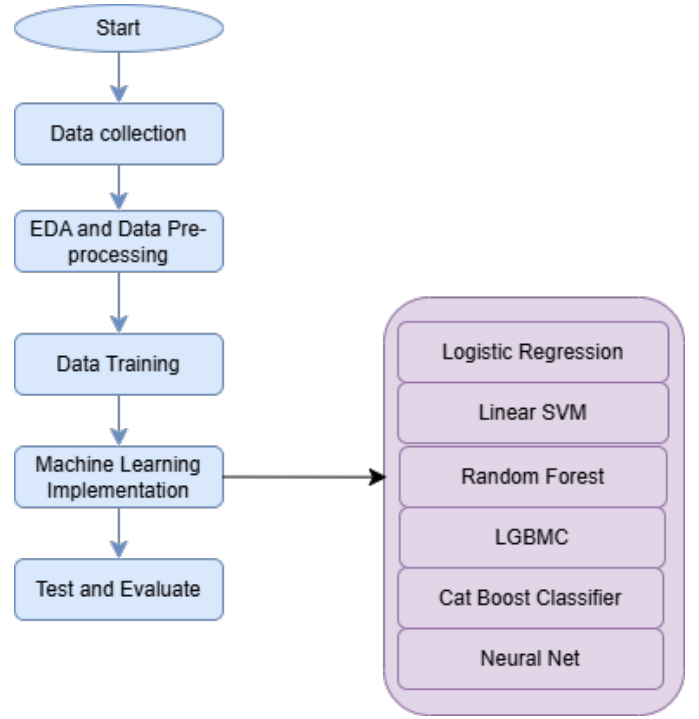 Start
Data collection
EDA and Data Pre-
processing
Data Training
Machine Learning
Implementation
Test and Evaluate
Logistic Regression
Linear SVM
Random Forest
LGBMC
Cat Boost Classifier
Neural Net